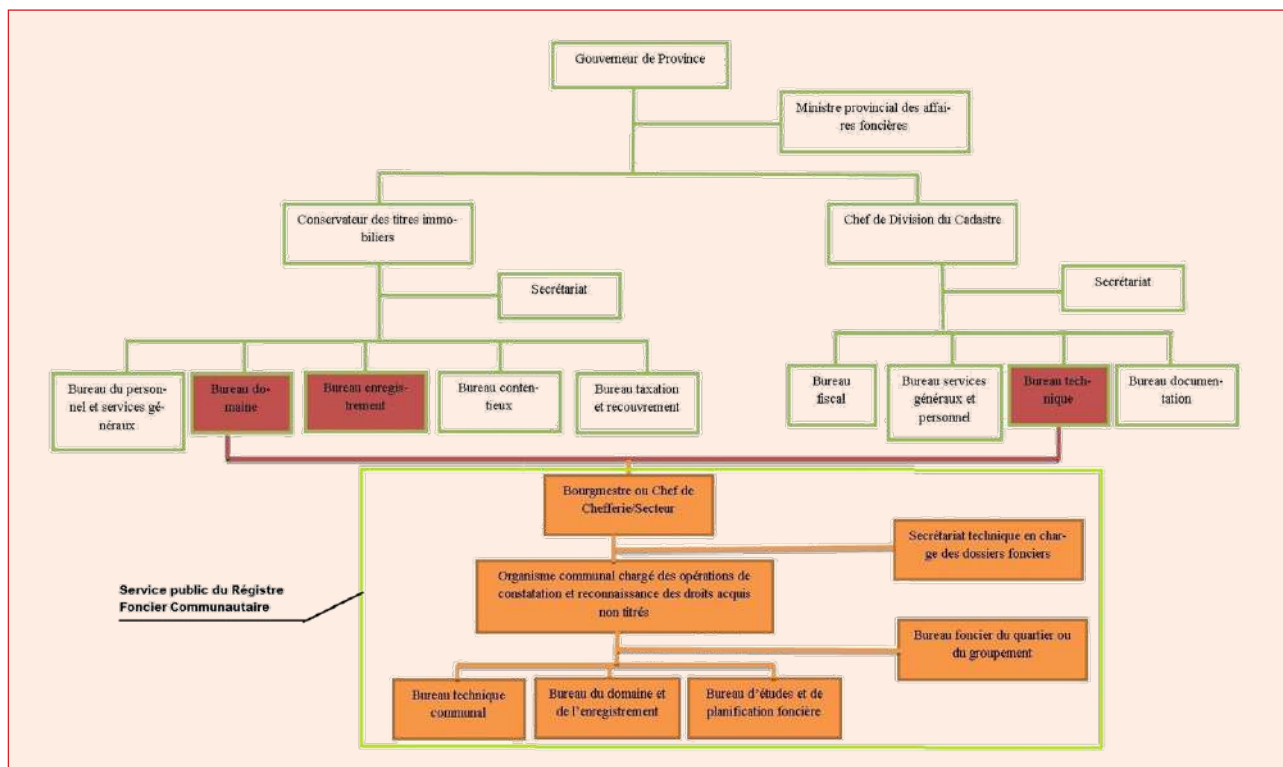 Gouverneur de Province
Ministre provincial des affai-
res foncières
Conservateur des titres immo-
biliers
Chef de Division du Cadastre
Secrétariat
Secrétariat
Bureau du person-
nel et services gé-
néraux
Bureau do-
maine
Bureau enregis-
trement
Bureau conten-
tieux
Bureau taxation
et recouvrement
Bureau
fiscal
Bureau services
généraux et
personnel
Bureau tech-
nique
Bureau documen-
tation
Bourgmestre ou Chef de
Chefferie/Secteur
Secrétariat technique en char-
ge des dossiers fonciers
Organisme communal chargé des opérations de
constatation et reconnaissance des droits acquis
non titrés
Service public du Régistre
Foncier Communautaire
Bureau foncier du quartier ou
du groupement
Bureau technique
communal
Bureau du domaine et
de l'enregistrement
Bureau d'études et de
planification foncière